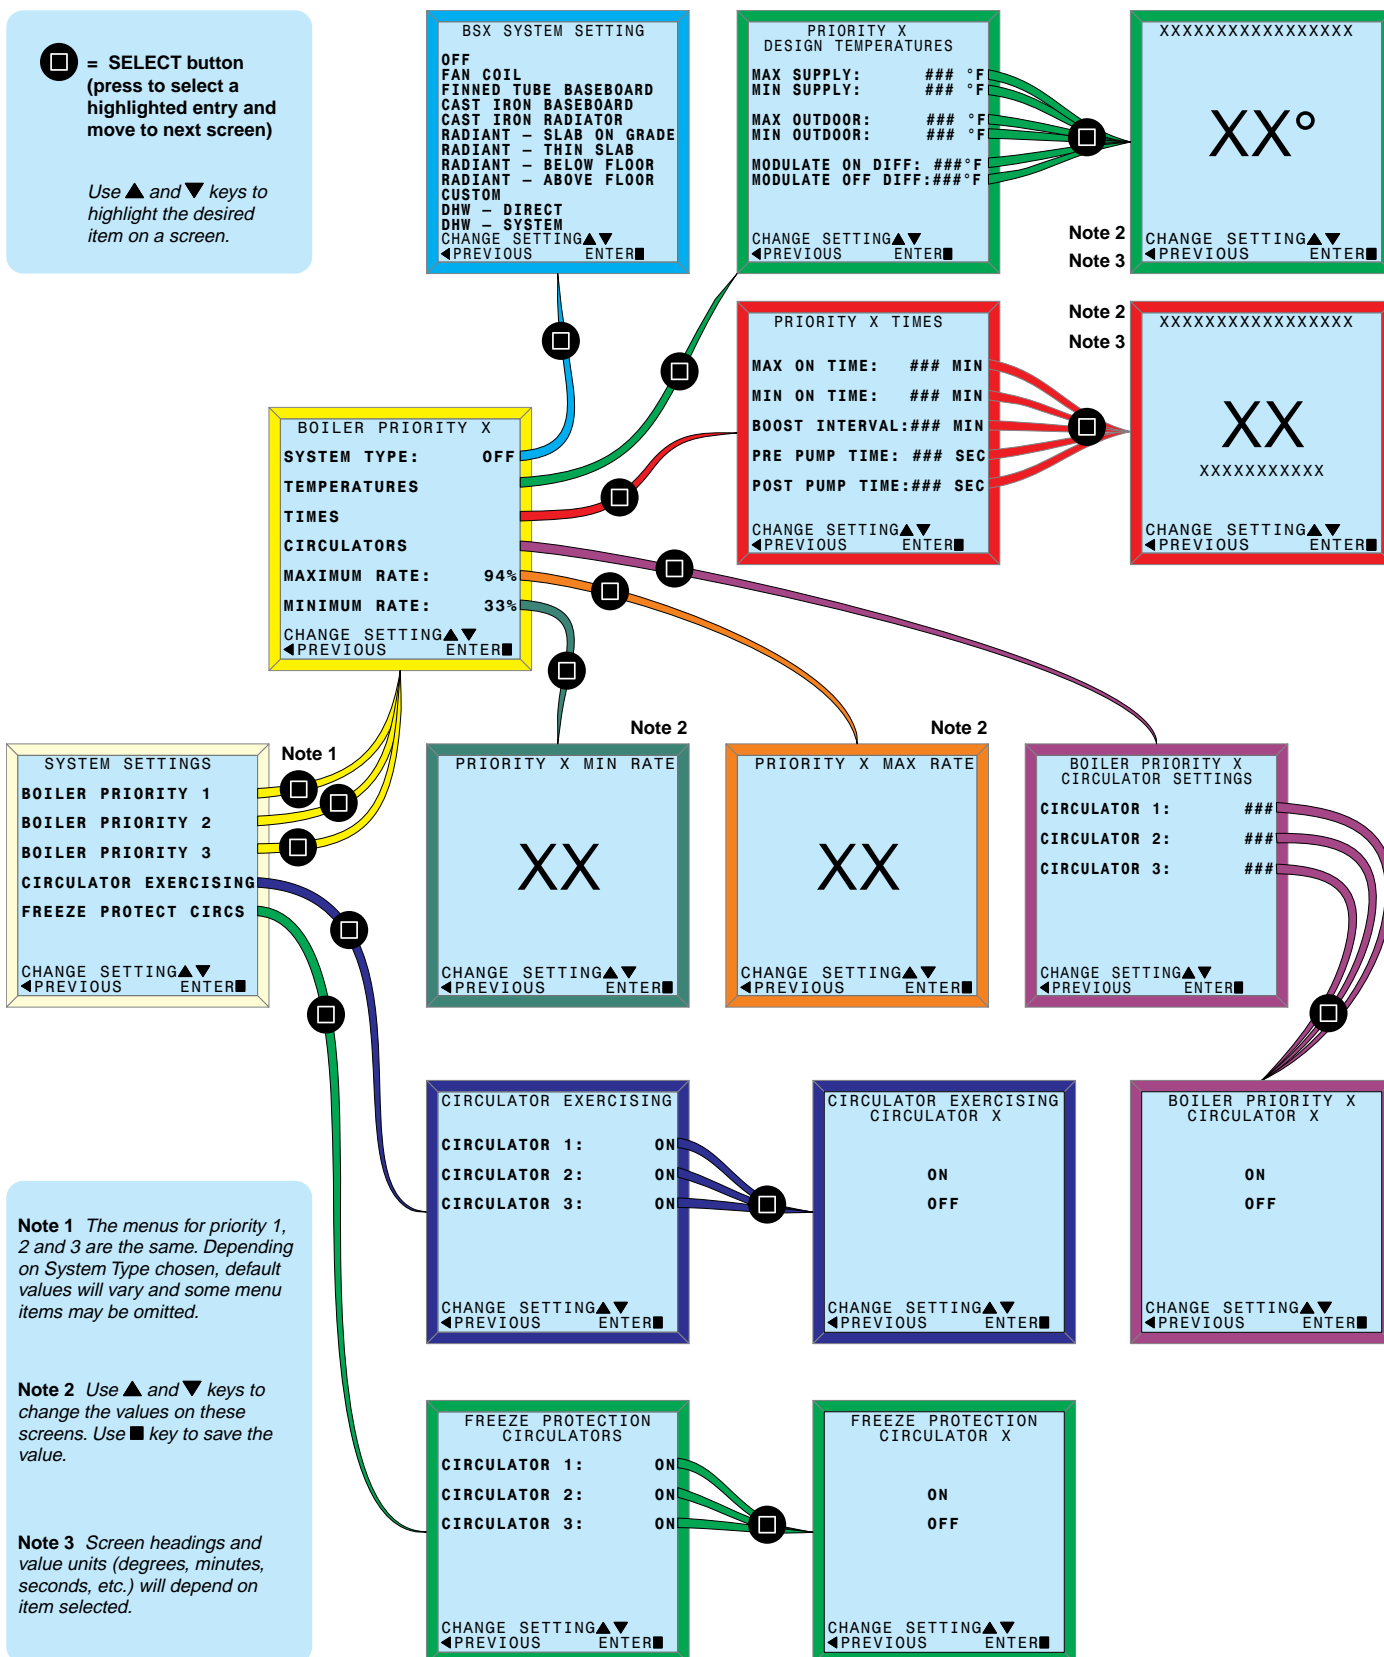 = SELECT button
(press to select a
highlighted entry and
move to next screen)
Use ▲ and ▼ keys to
highlight the desired
item on a screen.
BSX SYSTEM SETTING
OFF
FAN COIL
FINNED TUBE BASEBOARD
CAST IRON BASEBOARD
CAST IRON RADIATOR
RADIANT – SLAB ON GRADE
RADIANT – THIN SLAB
RADIANT – BELOW FLOOR
RADIANT – ABOVE FLOOR
CUSTOM
DHW – DIRECT
DHW – SYSTEM
CHANGE SETTING▲▼
◀PREVIOUS ENTER■
PRIORITY X
DESIGN TEMPERATURES
MAX SUPPLY: ### °F
MIN SUPPLY: ### °F
MAX OUTDOOR: ### °F
MIN OUTDOOR: ### °F
MODULATE ON DIFF: ###°F
MODULATE OFF DIFF:###°F
CHANGE SETTING▲▼
◀PREVIOUS ENTER■
Note 2
Note 3
XXXXXXXXXXXXXXXXX
XX°
CHANGE SETTING▲▼
◀PREVIOUS ENTER■
PRIORITY X TIMES
MAX ON TIME: ### MIN
MIN ON TIME: ### MIN
BOOST INTERVAL:### MIN
PRE PUMP TIME: ### SEC
POST PUMP TIME:### SEC
CHANGE SETTING▲▼
◀PREVIOUS ENTER■
Note 2
Note 3
XXXXXXXXXXXXXXXXX
XX
XXXXXXXXXXX
CHANGE SETTING▲▼
◀PREVIOUS ENTER■
BOILER PRIORITY X
SYSTEM TYPE: OFF
TEMPERATURES
TIMES
CIRCULATORS
MAXIMUM RATE: 94%
MINIMUM RATE: 33%
CHANGE SETTING▲▼
◀PREVIOUS ENTER■
Note 1
SYSTEM SETTINGS
BOILER PRIORITY 1
BOILER PRIORITY 2
BOILER PRIORITY 3
CIRCULATOR EXERCISING
FREEZE PROTECT CIRCS
CHANGE SETTING▲▼
◀PREVIOUS ENTER■
Note 2
PRIORITY X MIN RATE
XX
CHANGE SETTING▲▼
◀PREVIOUS ENTER■
Note 2
PRIORITY X MAX RATE
XX
CHANGE SETTING▲▼
◀PREVIOUS ENTER■
BOILER PRIORITY X
CIRCULATOR SETTINGS
CIRCULATOR 1: ###
CIRCULATOR 2: ###
CIRCULATOR 3: ###
CHANGE SETTING▲▼
◀PREVIOUS ENTER■
CIRCULATOR EXERCISING
CIRCULATOR 1: ON
CIRCULATOR 2: ON
CIRCULATOR 3: ON
CHANGE SETTING▲▼
◀PREVIOUS ENTER■
CIRCULATOR EXERCISING
CIRCULATOR X
ON
OFF
CHANGE SETTING▲▼
◀PREVIOUS ENTER■
BOILER PRIORITY X
CIRCULATOR X
ON
OFF
CHANGE SETTING▲▼
◀PREVIOUS ENTER■
Note 1 The menus for priority 1,
2 and 3 are the same. Depending
on System Type chosen, default
values will vary and some menu
items may be omitted.
Note 2 Use ▲ and ▼ keys to
change the values on these
screens. Use ■ key to save the
value.
Note 3 Screen headings and
value units (degrees, minutes,
seconds, etc.) will depend on
item selected.
FREEZE PROTECTION
CIRCULATORS
CIRCULATOR 1: ON
CIRCULATOR 2: ON
CIRCULATOR 3: ON
CHANGE SETTING▲▼
◀PREVIOUS ENTER■
FREEZE PROTECTION
CIRCULATOR X
ON
OFF
CHANGE SETTING▲▼
◀PREVIOUS ENTER■